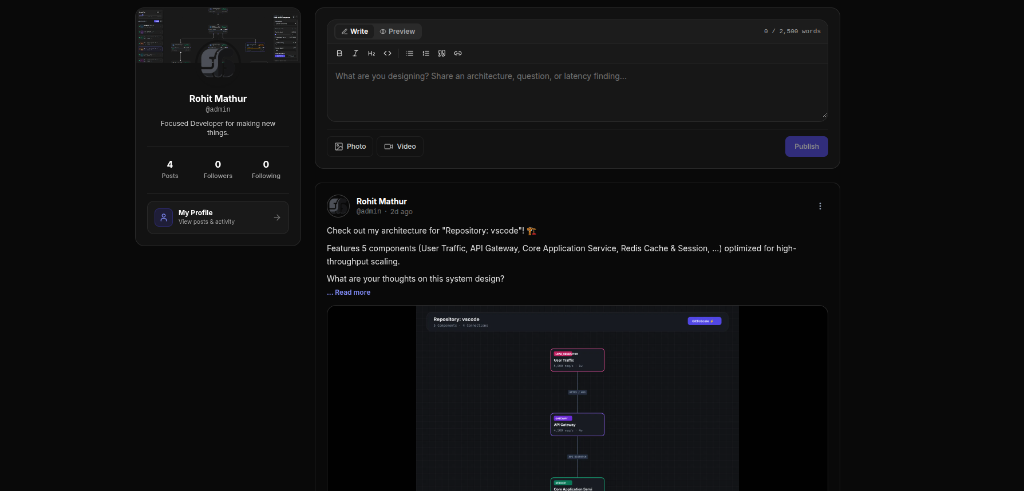 Rohit Mathur
@admin
Focused Developer for making new
things.
4
Posts
0
Followers
0
Following
My Profile
View posts & activity
Write
Preview
0 / 2,500 words
B
I
H2
What are you designing? Share an architecture, question, or latency finding...
Photo
Video
Publish
Rohit Mathur
@admin · 2d ago
Check out my architecture for "Repository: vscode"! 🏗️
Features 5 components (User Traffic, API Gateway, Core Application Service, Redis Cache & Session, ...) optimized for high-
throughput scaling.
What are your thoughts on this system design?
... Read more
Repository: vscode
User Traffic
API Gateway